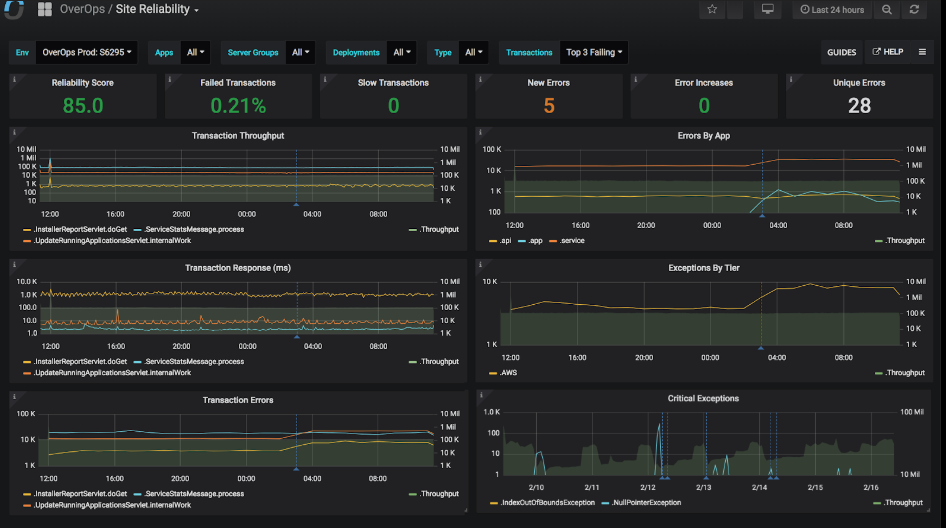 OverOps / Site Reliability
Last 24 hours
Env OverOps Prod: S6295 Apps All Server Groups All Deployments All Type All Transactions Top 3 Failing GUIDES HELP
Reliability Score
85.0
Failed Transactions
0.21%
Slow Transactions
0
New Errors
5
Error Increases
0
Unique Errors
28
Transaction Throughput
10 Mil
1 Mil
100 K
10 K
1 K
100
10
10 Mil
1 Mil
100 K
10 K
1 K
12:00 16:00 20:00 00:00 04:00 08:00
.InstallerReportServlet.doGet .ServiceStatsMessage.process .Throughput
.UpdateRunningApplicationsServlet.internalWork
Errors By App
100 K
10 K
1 K
100
10 Mil
1 Mil
100 K
10 K
1 K
12:00 16:00 20:00 00:00 04:00 08:00
.api .app .service .Throughput
Transaction Response (ms)
10.0 K
1.0 K
100.0
10.0
1.0
10 Mil
1 Mil
100 K
10 K
1 K
12:00 16:00 20:00 00:00 04:00 08:00
.InstallerReportServlet.doGet .ServiceStatsMessage.process .Throughput
.UpdateRunningApplicationsServlet.internalWork
Exceptions By Tier
10 K
1 K
10 Mil
1 Mil
100 K
10 K
1 K
12:00 16:00 20:00 00:00 04:00 08:00
.AWS .Throughput
Transaction Errors
100 K
10 K
1 K
10 Mil
1 Mil
100 K
10 K
1 K
12:00 16:00 20:00 00:00 04:00 08:00
.InstallerReportServlet.doGet .ServiceStatsMessage.process .Throughput
.UpdateRunningApplicationsServlet.internalWork
Critical Exceptions
1.0 K
100
10
1
100 Mil
10 Mil
2/10 2/11 2/12 2/13 2/14 2/15 2/16
.IndexOutOfBoundsException .NullPointerException .Throughput